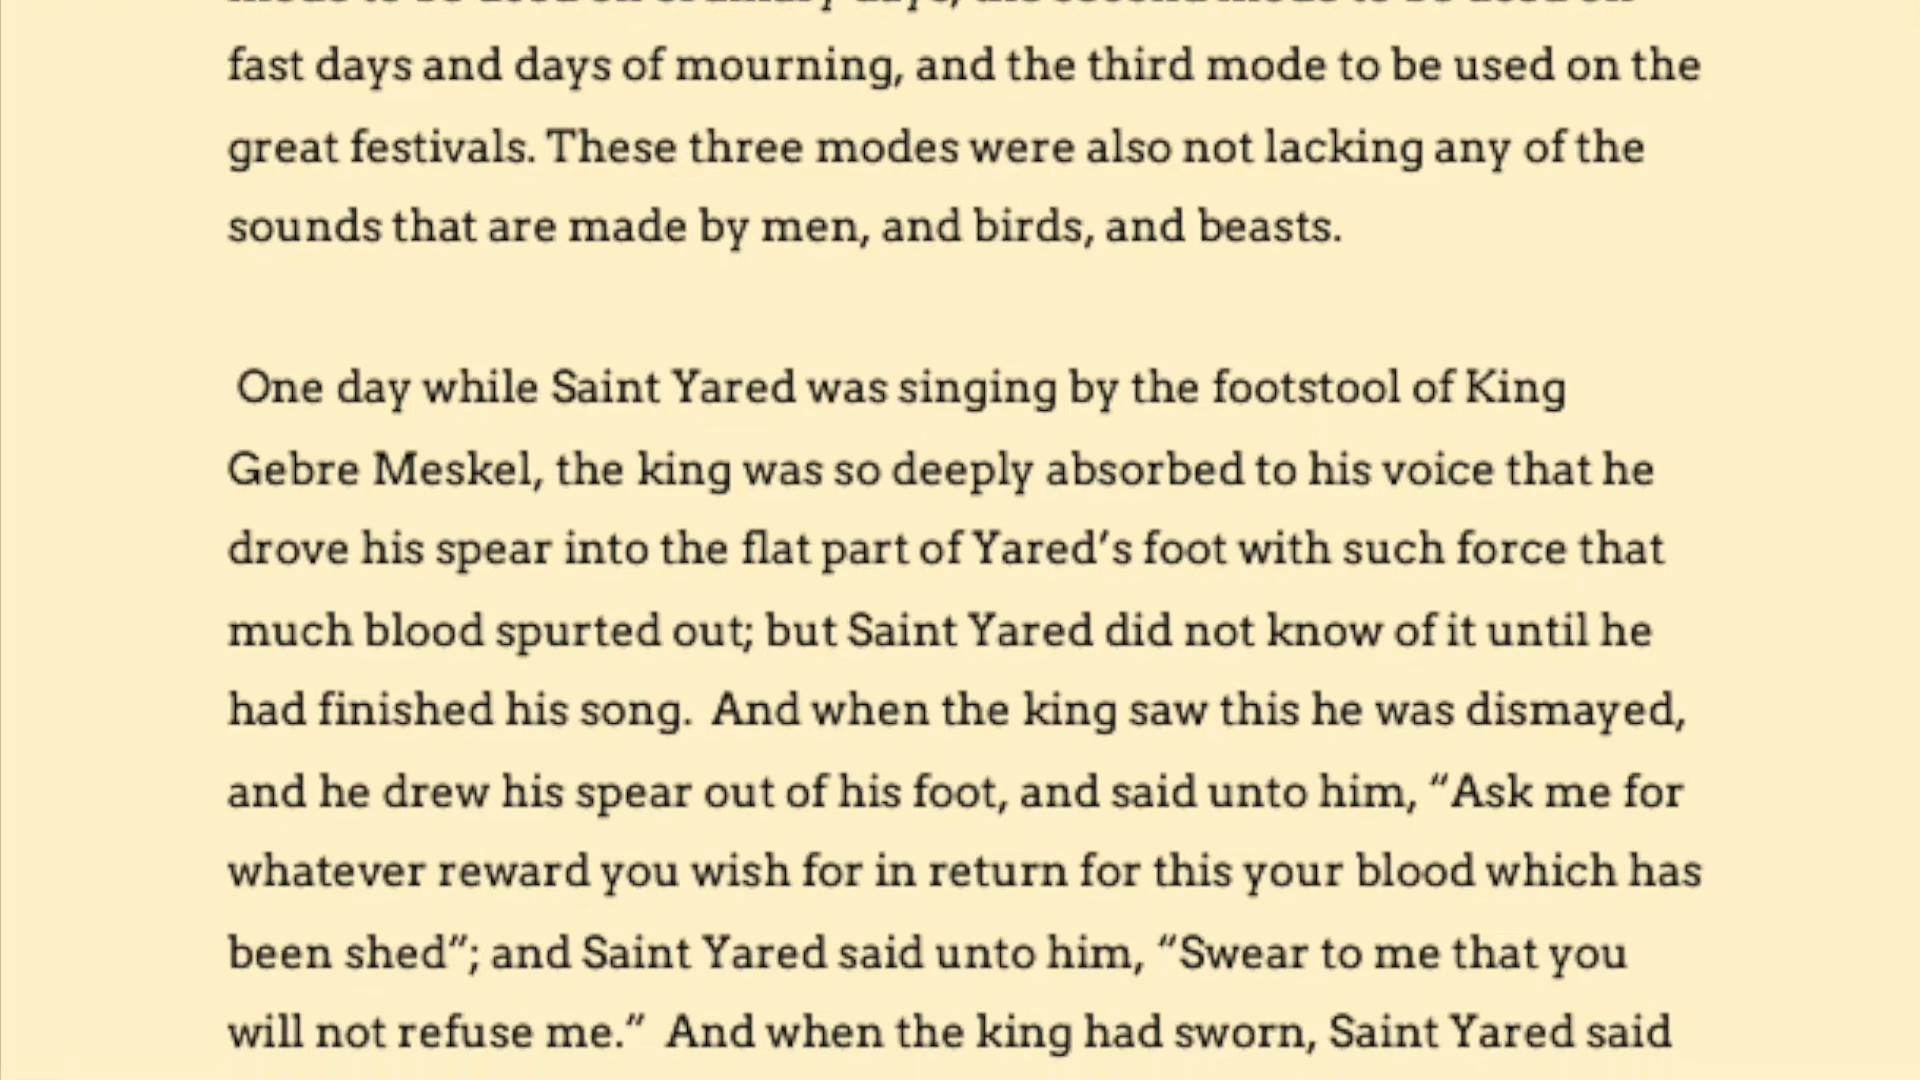 fast days and days of mourning, and the third mode to be used on the
great festivals. These three modes were also not lacking any of the
sounds that are made by men, and birds, and beasts.
One day while Saint Yared was singing by the footstool of King
Gebre Meskel, the king was so deeply absorbed to his voice that he
drove his spear into the flat part of Yared’s foot with such force that
much blood spurted out; but Saint Yared did not know of it until he
had finished his song. And when the king saw this he was dismayed,
and he drew his spear out of his foot, and said unto him, “Ask me for
whatever reward you wish for in return for this your blood which has
been shed”; and Saint Yared said unto him, “Swear to me that you
will not refuse me.” And when the king had sworn, Saint Yared said